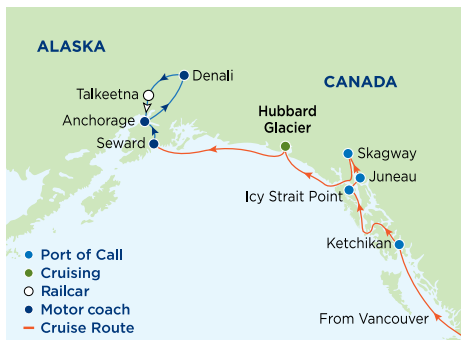 ALASKA
Denali
CANADA
Talkeetna
Hubbard
Glacier
Anchorage
Seward
Skagway
Juneau
Icy Strait Point
Ketchikan
Port of Call
Cruising
Railcar
Motor coach
Cruise Route
From Vancouver